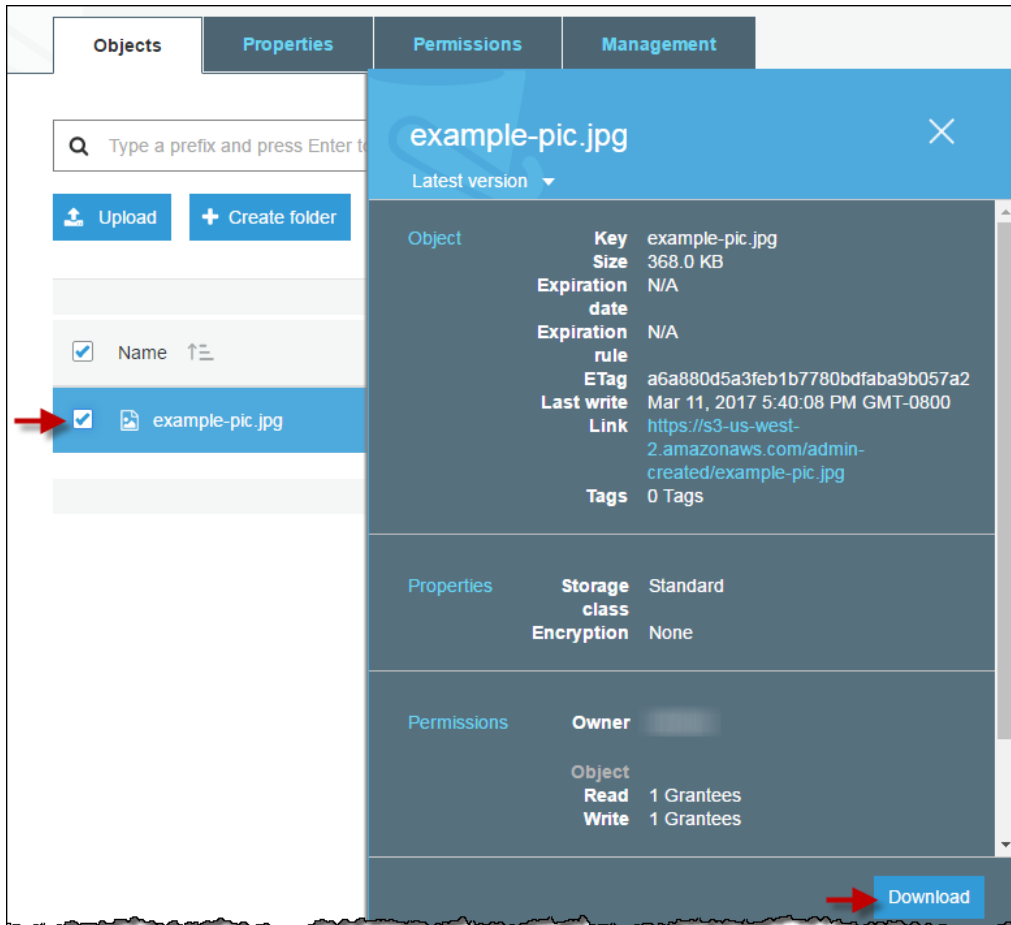 Objects
Properties
Permissions
Management
Type a prefix and press Enter t
Upload
Create folder
Name
example-pic.jpg
example-pic.jpg
Latest version
Object
Key example-pic.jpg
Size 368.0 KB
Expiration N/A
date
Expiration N/A
rule
ETag a6a880d5a3feb1b7780bdfaba9b057a2
Last write Mar 11, 2017 5:40:08 PM GMT-0800
Link https://s3-us-west-
2.amazonaws.com/admin-
created/example-pic.jpg
Tags 0 Tags
Properties
Storage Standard
class
Encryption None
Permissions
Owner
Object
Read 1 Grantees
Write 1 Grantees
Download